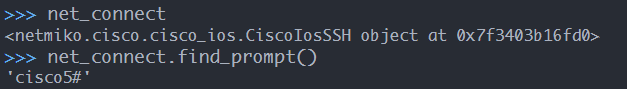 >>> net_connect
<netmiko.cisco.cisco_ios.CiscoIosSSH object at 0x7f3403b16fd0>
>>> net_connect.find_prompt()
'cisco5#'